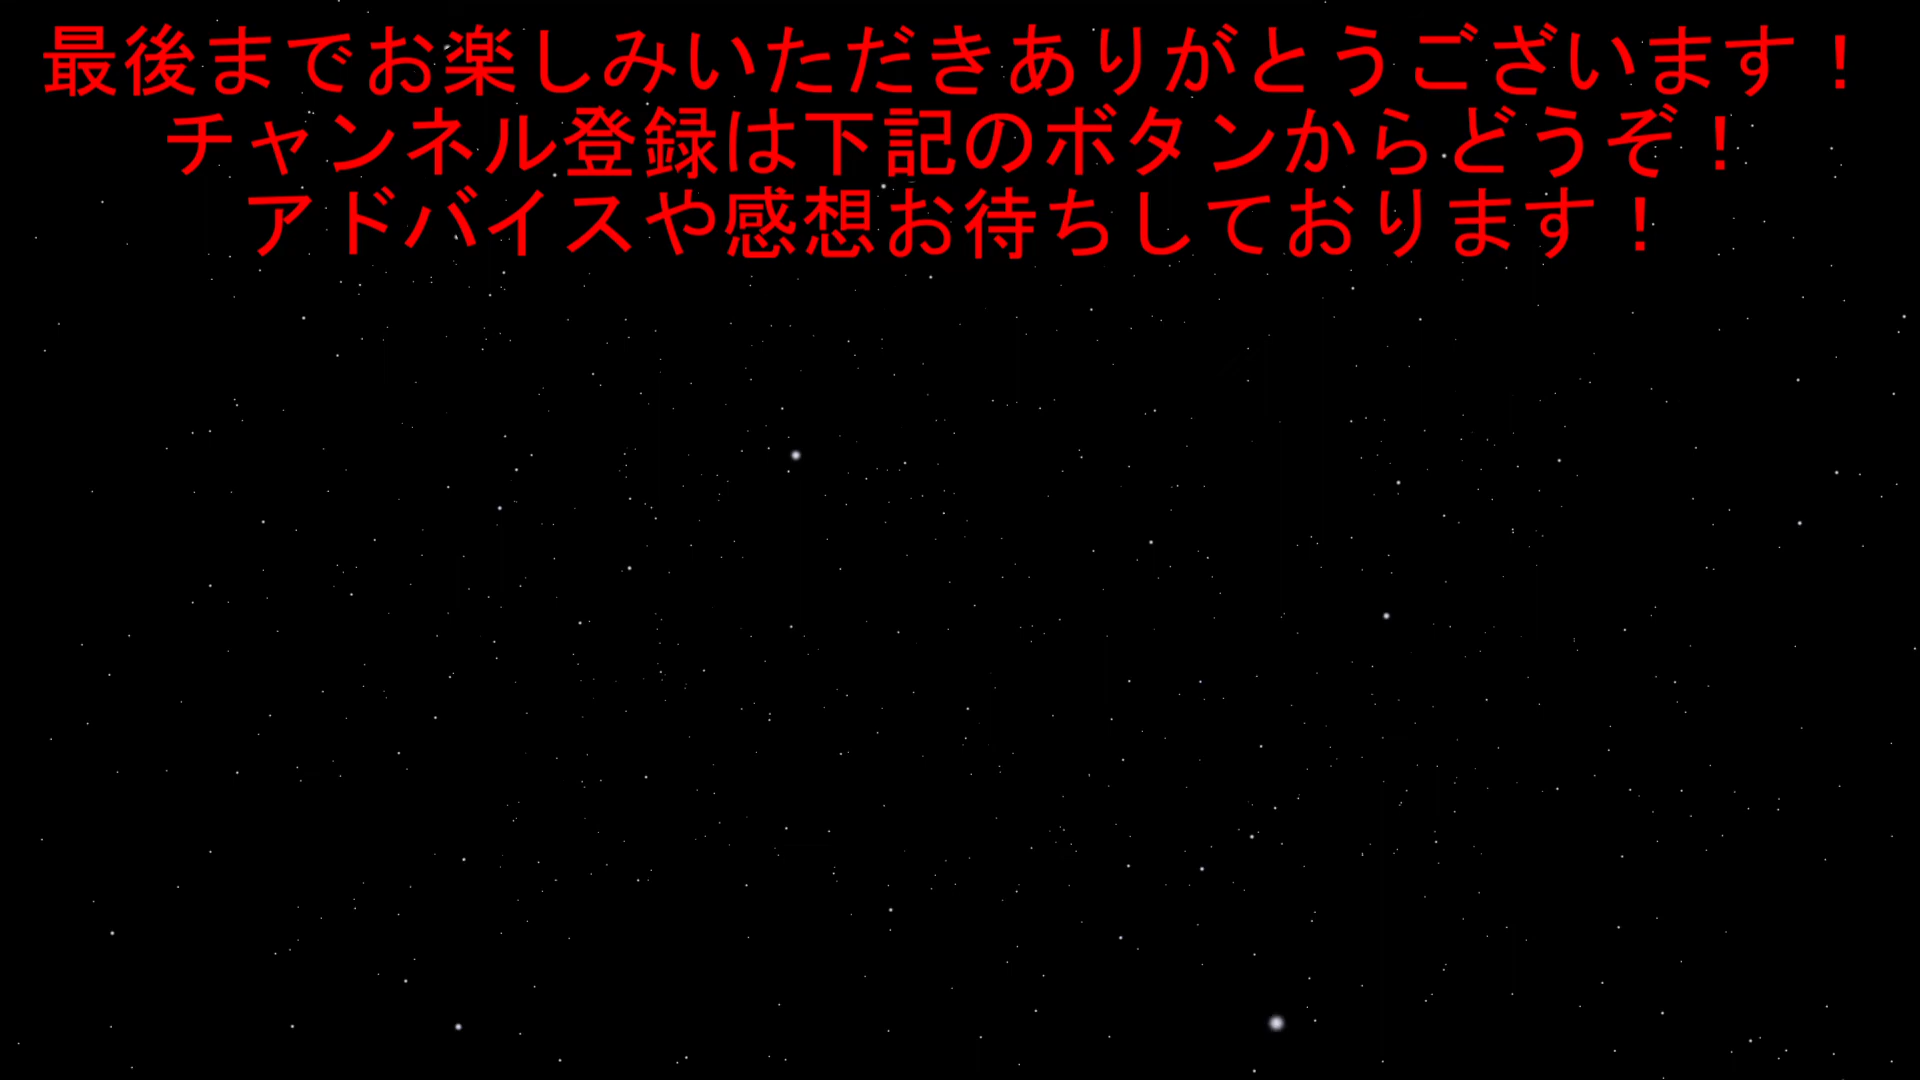 最後までお楽しみいただきありがとうございます！
チャンネル登録は下記のボタンからどうぞ！
アドバイスや感想お待ちしております！